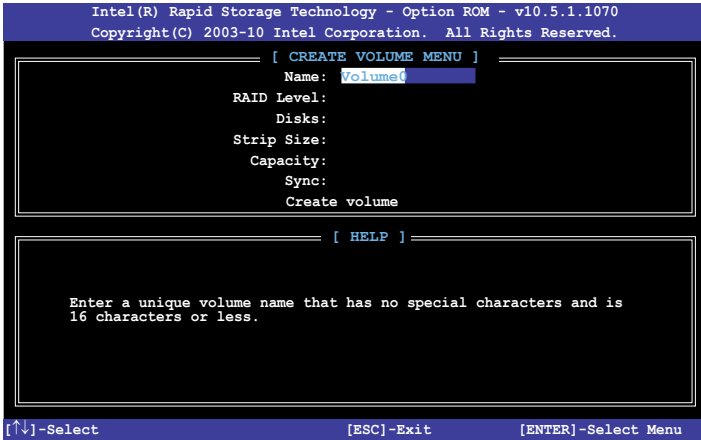 Intel(R) Rapid Storage Technology - Option ROM - v10.5.1.1070
Copyright(C) 2003-10 Intel Corporation. All Rights Reserved.
[ CREATE VOLUME MENU ]
Name: Volume0
RAID Level:
Disks:
Strip Size:
Capacity:
Sync:
Create volume
[ HELP ]
Enter a unique volume name that has no special characters and is
16 characters or less.
[↑↓]-Select [ESC]-Exit [ENTER]-Select Menu